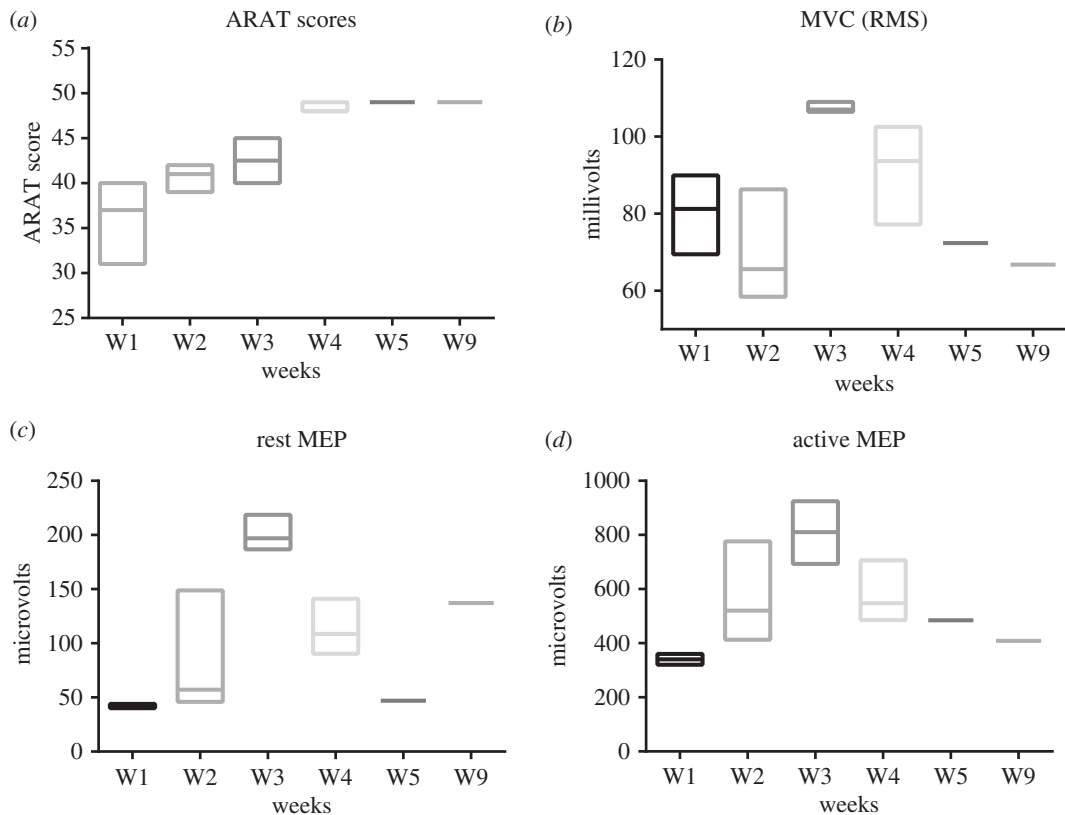 (a)
ARAT scores
ARAT score
55
50
45
40
35
30
25
W1 W2 W3 W4 W5 W9
weeks
(b)
MVC (RMS)
millivolts
120
100
80
60
W1 W2 W3 W4 W5 W9
weeks
(c)
rest MEP
microvolts
250
200
150
100
50
0
W1 W2 W3 W4 W5 W9
weeks
(d)
active MEP
microvolts
1000
800
600
400
200
0
W1 W2 W3 W4 W5 W9
weeks